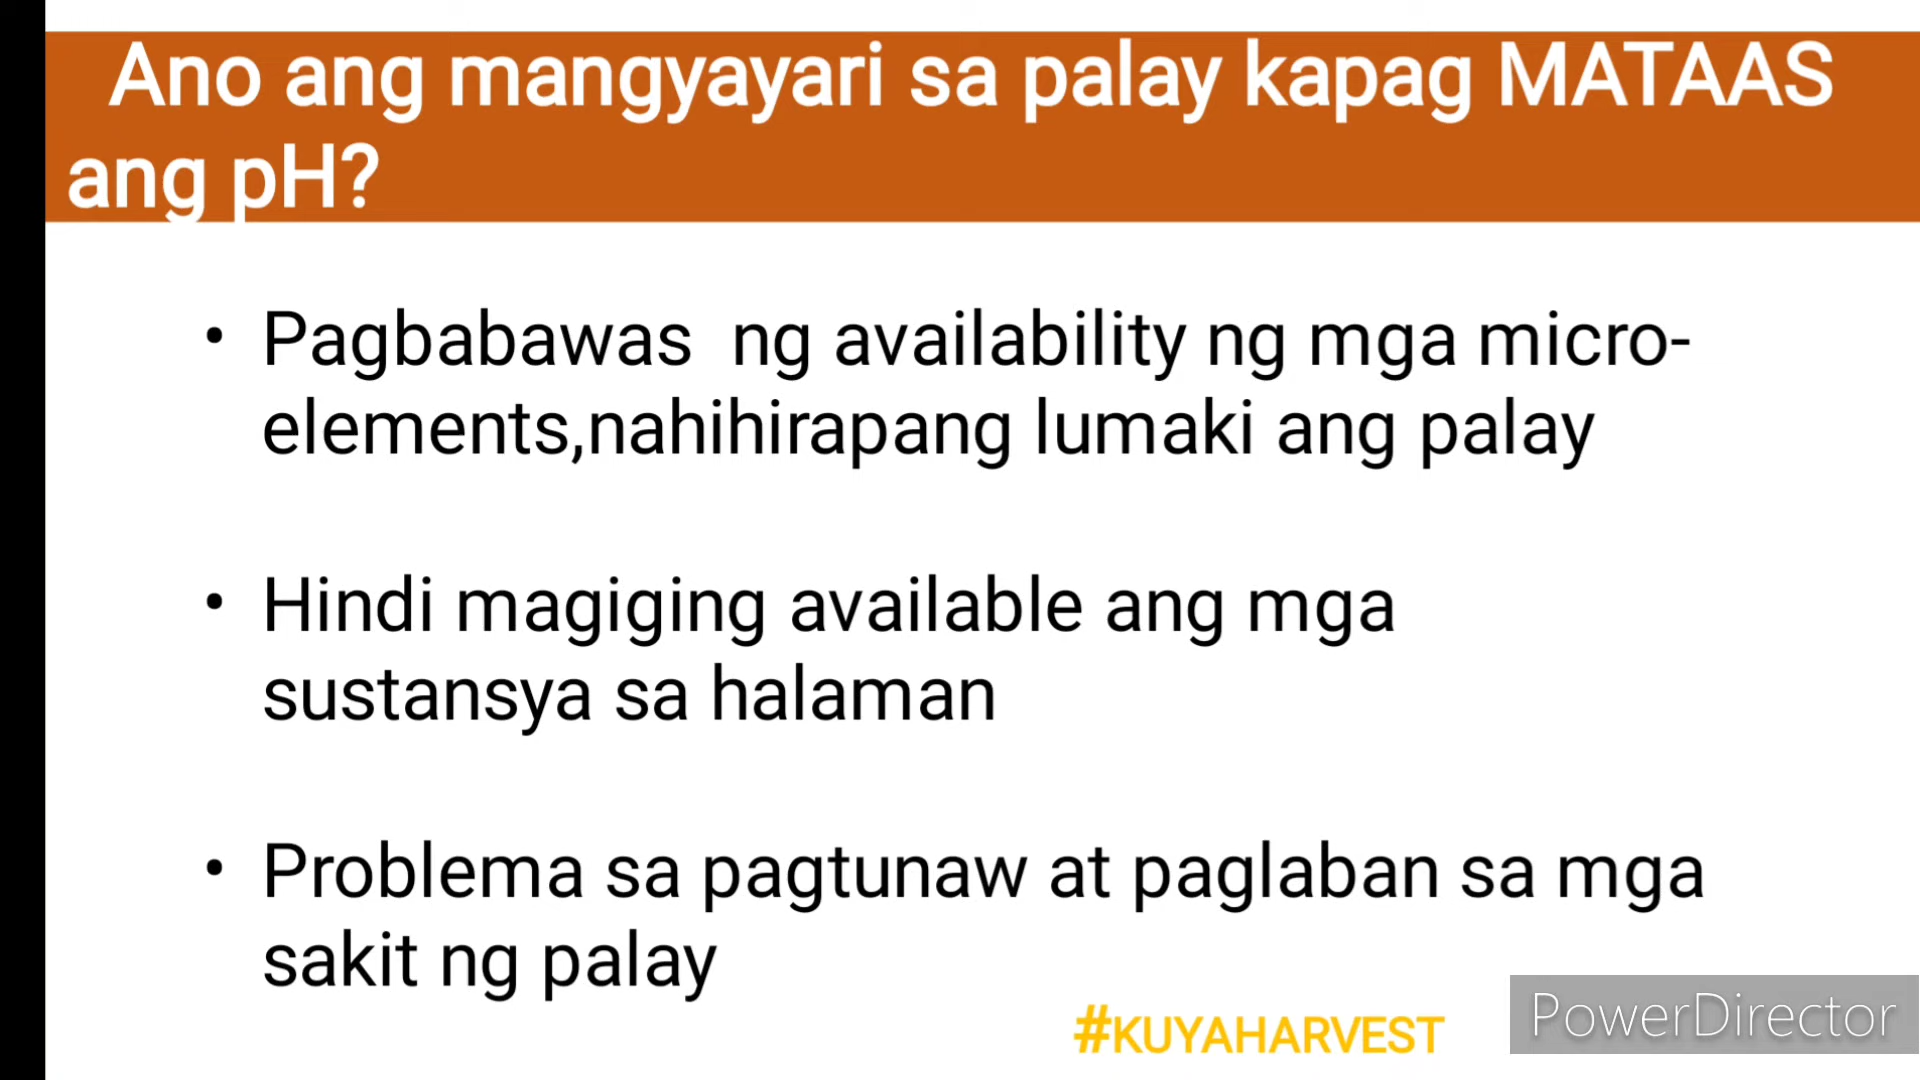 Ano ang mangyayari sa palay kapag MATAAS
ang pH?
• Pagbabawas  ng availability ng mga micro-
elements,nahihirapang lumaki ang palay
• Hindi magiging available ang mga
sustansya sa halaman
• Problema sa pagtunaw at paglaban sa mga
sakit ng palay
#KUYAHARVEST
PowerDirector